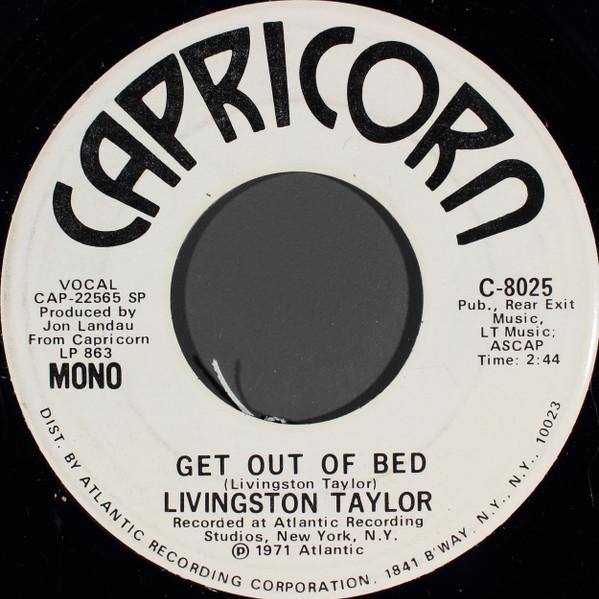 CAPRICORN
VOCAL
CAP-22565 SP
Produced by
Jon Landau
From Capricorn
LP 863
MONO
C-8025
Pub., Rear Exit
Music,
LT Music;
ASCAP
Time: 2:44
GET OUT OF BED
(Livingston Taylor)
LIVINGSTON TAYLOR
Recorded at Atlantic Recording
Studios, New York, N.Y.
℗ 1971 Atlantic
DIST. BY ATLANTIC RECORDING CORPORATION, 1841 B'WAY, N.Y., N.Y., 10023